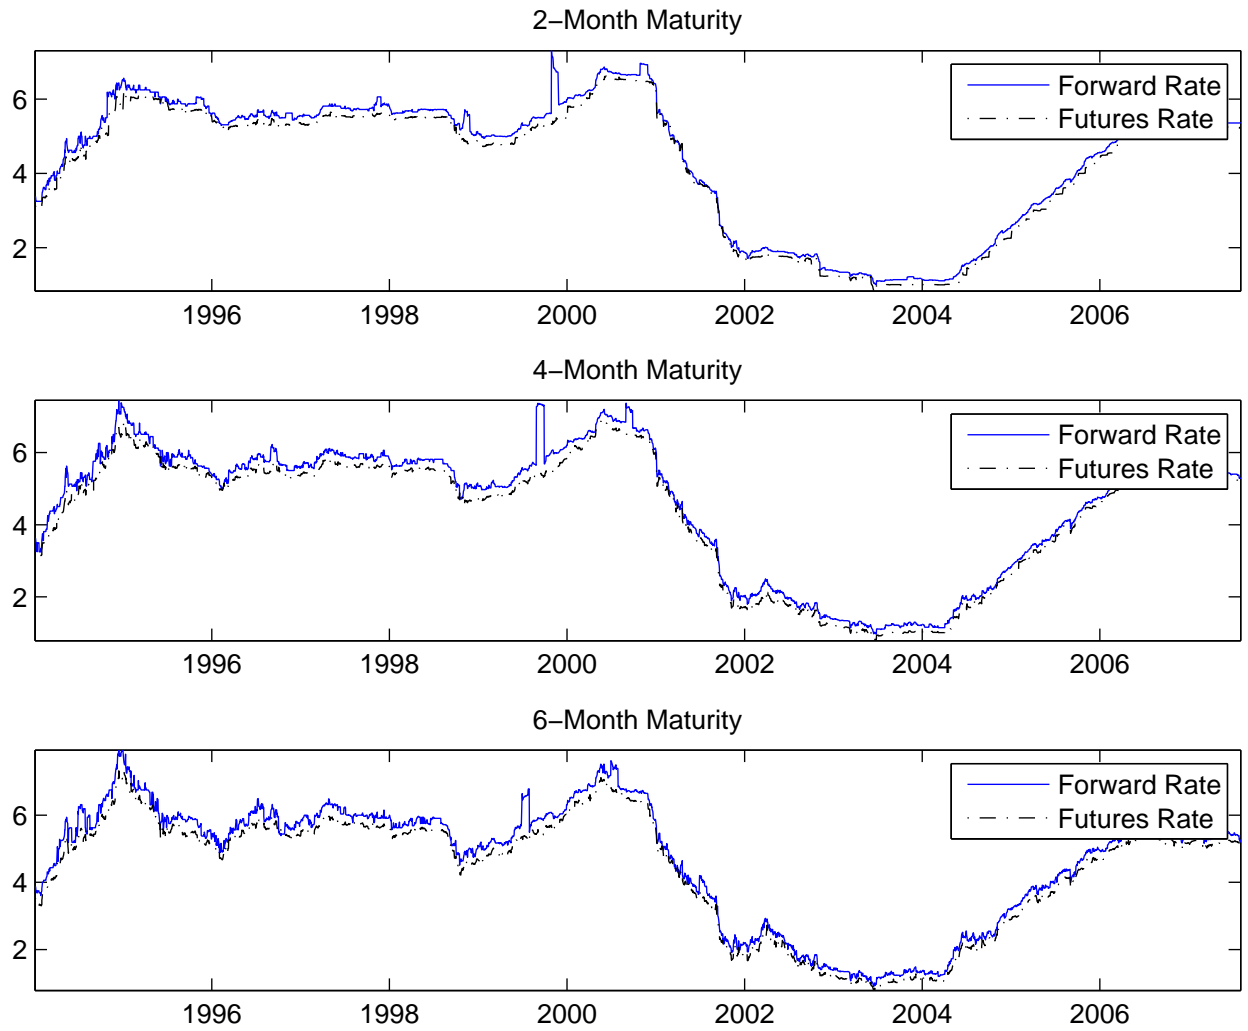 2−Month Maturity
6
4
2
Forward Rate
Futures Rate
1996 1998 2000 2002 2004 2006
4−Month Maturity
6
4
2
Forward Rate
Futures Rate
1996 1998 2000 2002 2004 2006
6−Month Maturity
6
4
2
Forward Rate
Futures Rate
1996 1998 2000 2002 2004 2006